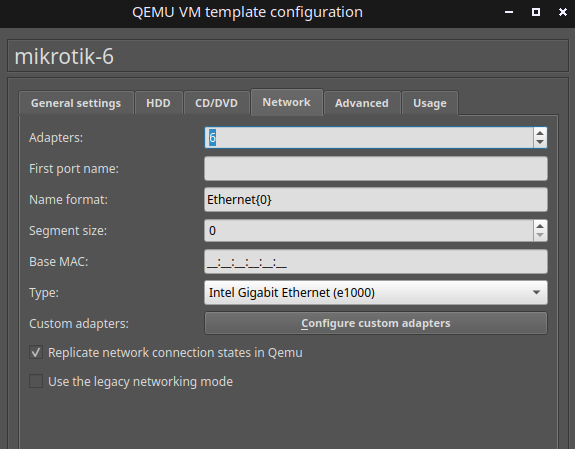 QEMU VM template configuration
mikrotik-6
General settings HDD CD/DVD Network Advanced Usage
Adapters: 6
First port name:
Name format: Ethernet{0}
Segment size: 0
Base MAC: __:__:__:__:__:__
Type: Intel Gigabit Ethernet (e1000)
Custom adapters: Configure custom adapters
Replicate network connection states in Qemu
Use the legacy networking mode